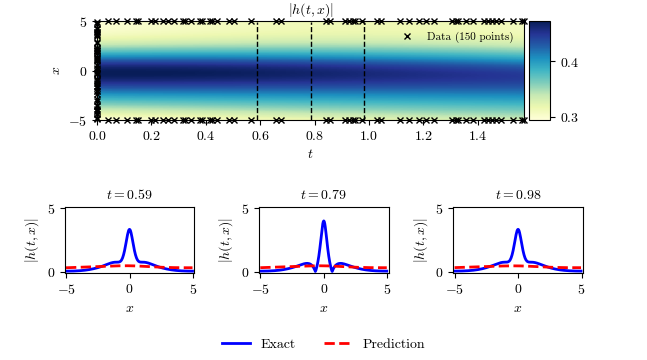 |h(t, x)|
5
0
−5
x
Data (150 points)
0.4
0.3
0.0 0.2 0.4 0.6 0.8 1.0 1.2 1.4
t
t = 0.59 t = 0.79 t = 0.98
|h(t, x)| |h(t, x)| |h(t, x)|
5 5 5
0 0 0
−5 0 5 −5 0 5 −5 0 5
x x x
Exact Prediction